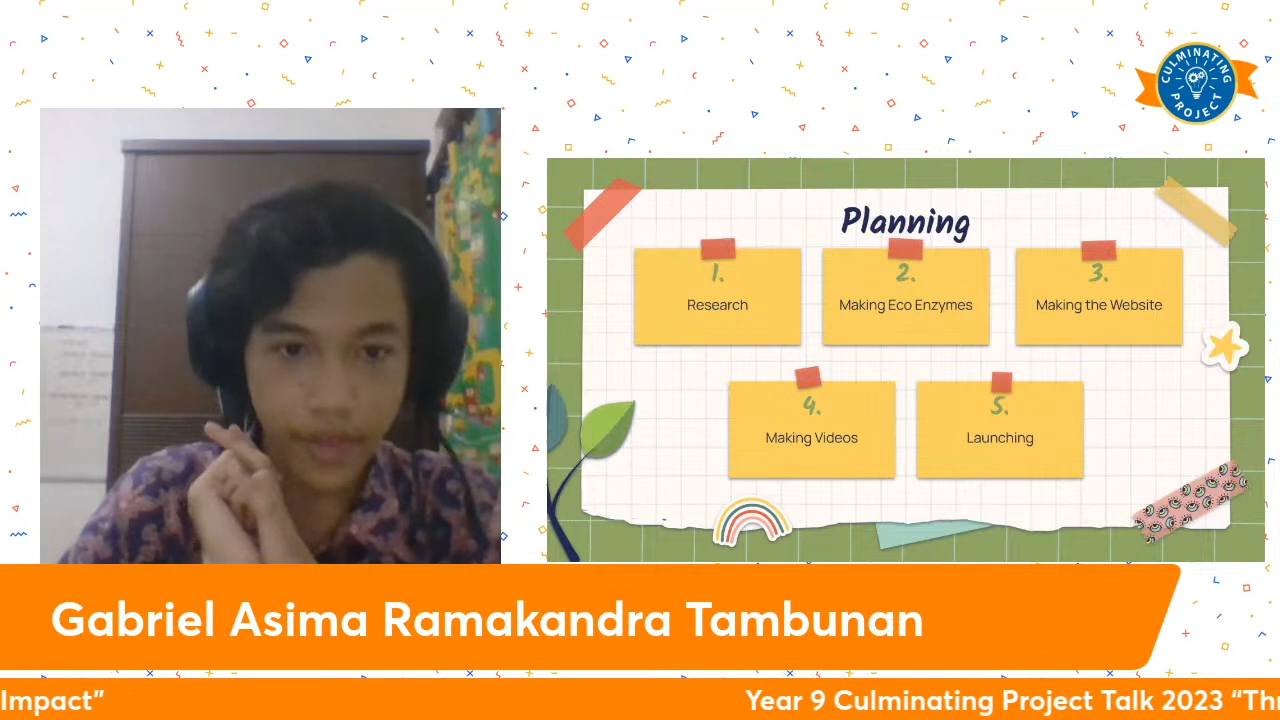 CULMINATING
PROJECT
Planning
1.
Research
2.
Making Eco Enzymes
3.
Making the Website
4.
Making Videos
5.
Launching
Gabriel Asima Ramakandra Tambunan
Impact” Year 9 Culminating Project Talk 2023 “Thr